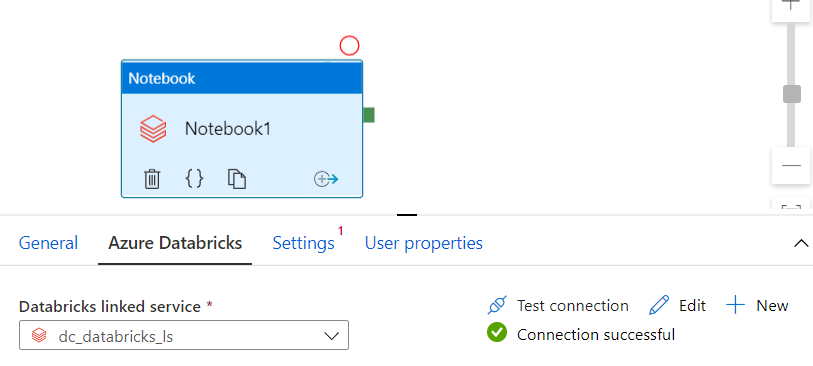 Notebook
Notebook1
{}
General Azure Databricks Settings 1 User properties
Databricks linked service *
Test connection Edit New
dc_databricks_ls
Connection successful